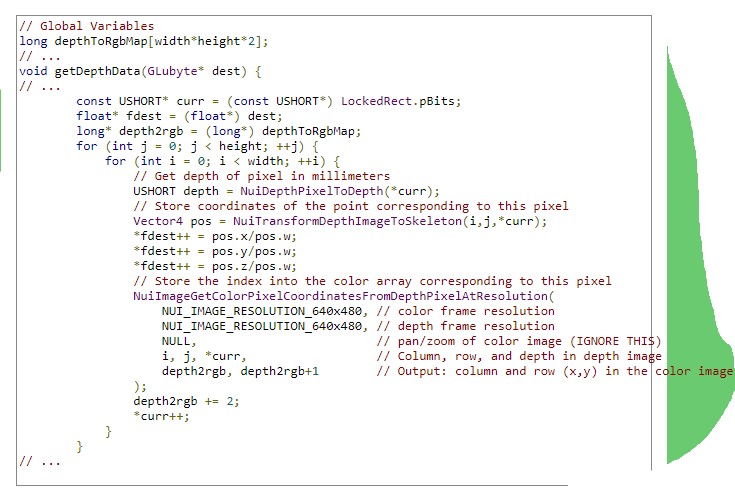 // Global Variables
long depthToRgbMap[width*height*2];
// ...
void getDepthData(GLubyte* dest) {
// ...
        const USHORT* curr = (const USHORT*) LockedRect.pBits;
        float* fdest = (float*) dest;
        long* depth2rgb = (long*) depthToRgbMap;
        for (int j = 0; j < height; ++j) {
            for (int i = 0; i < width; ++i) {
                // Get depth of pixel in millimeters
                USHORT depth = NuiDepthPixelToDepth(*curr);
                // Store coordinates of the point corresponding to this pixel
                Vector4 pos = NuiTransformDepthImageToSkeleton(i,j,*curr);
                *fdest++ = pos.x/pos.w;
                *fdest++ = pos.y/pos.w;
                *fdest++ = pos.z/pos.w;
                // Store the index into the color array corresponding to this pixel
                NuiImageGetColorPixelCoordinatesFromDepthPixelAtResolution(
                    NUI_IMAGE_RESOLUTION_640x480, // color frame resolution
                    NUI_IMAGE_RESOLUTION_640x480, // depth frame resolution
                    NULL,                         // pan/zoom of color image (IGNORE THIS)
                    i, j, *curr,                  // Column, row, and depth in depth image
                    depth2rgb, depth2rgb+1        // Output: column and row (x,y) in the color image
                );
                depth2rgb += 2;
                *curr++;
            }
        }
// ...